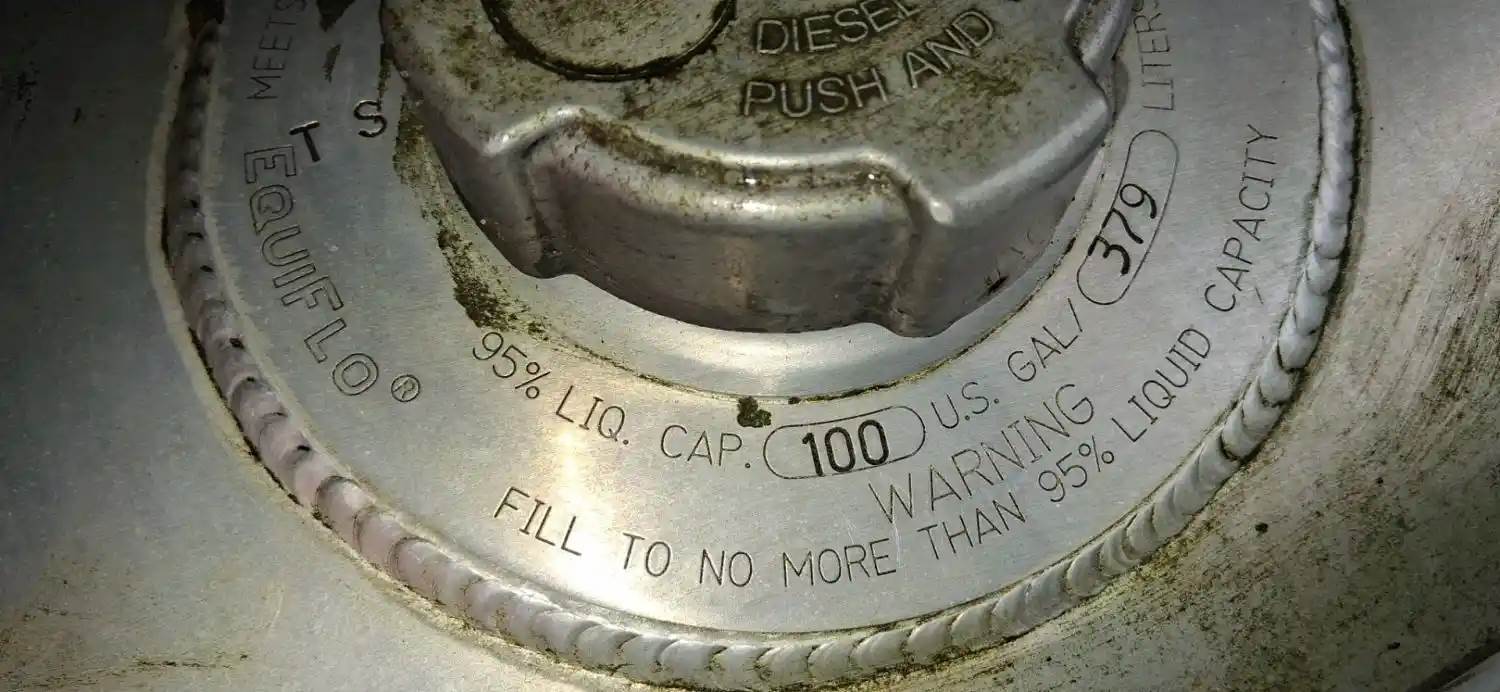 DIESEL
PUSH AND
MEETS
T S
EQUIFLO®
95% LIQ. CAP. 100 U.S. GAL/ 379 LITERS
WARNING
FILL TO NO MORE THAN 95% LIQUID CAPACITY